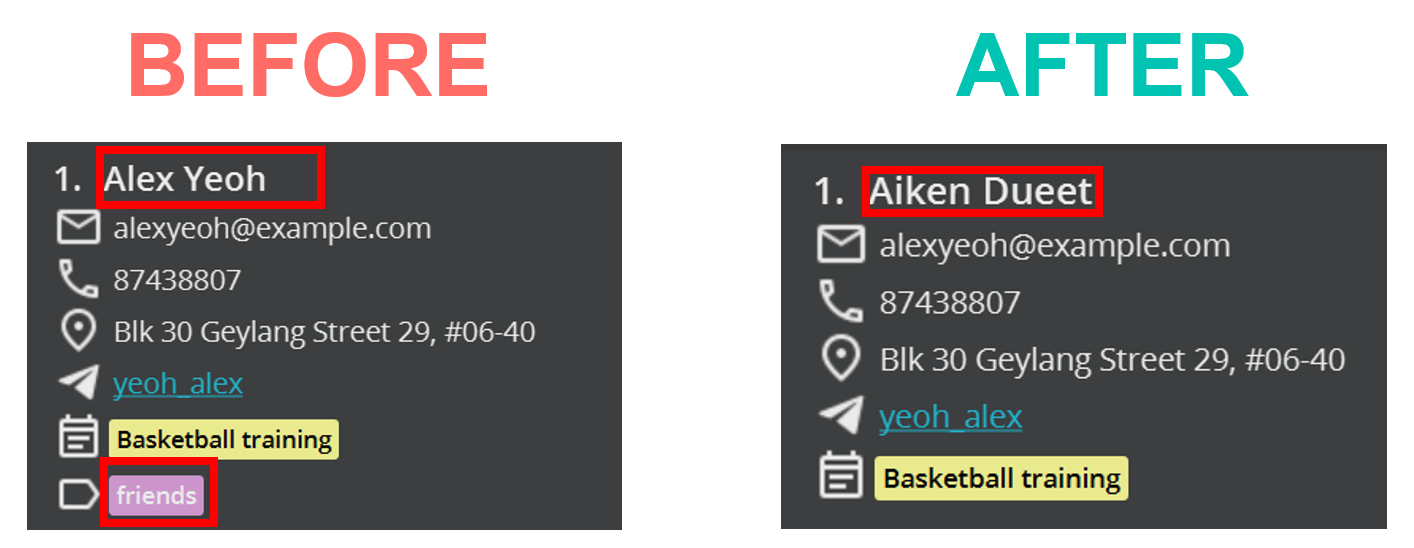 BEFORE
1. Alex Yeoh
alexyeoh@example.com
87438807
Blk 30 Geylang Street 29, #06-40
yeoh_alex
Basketball training
friends
AFTER
1. Aiken Dueet
alexyeoh@example.com
87438807
Blk 30 Geylang Street 29, #06-40
yeoh_alex
Basketball training